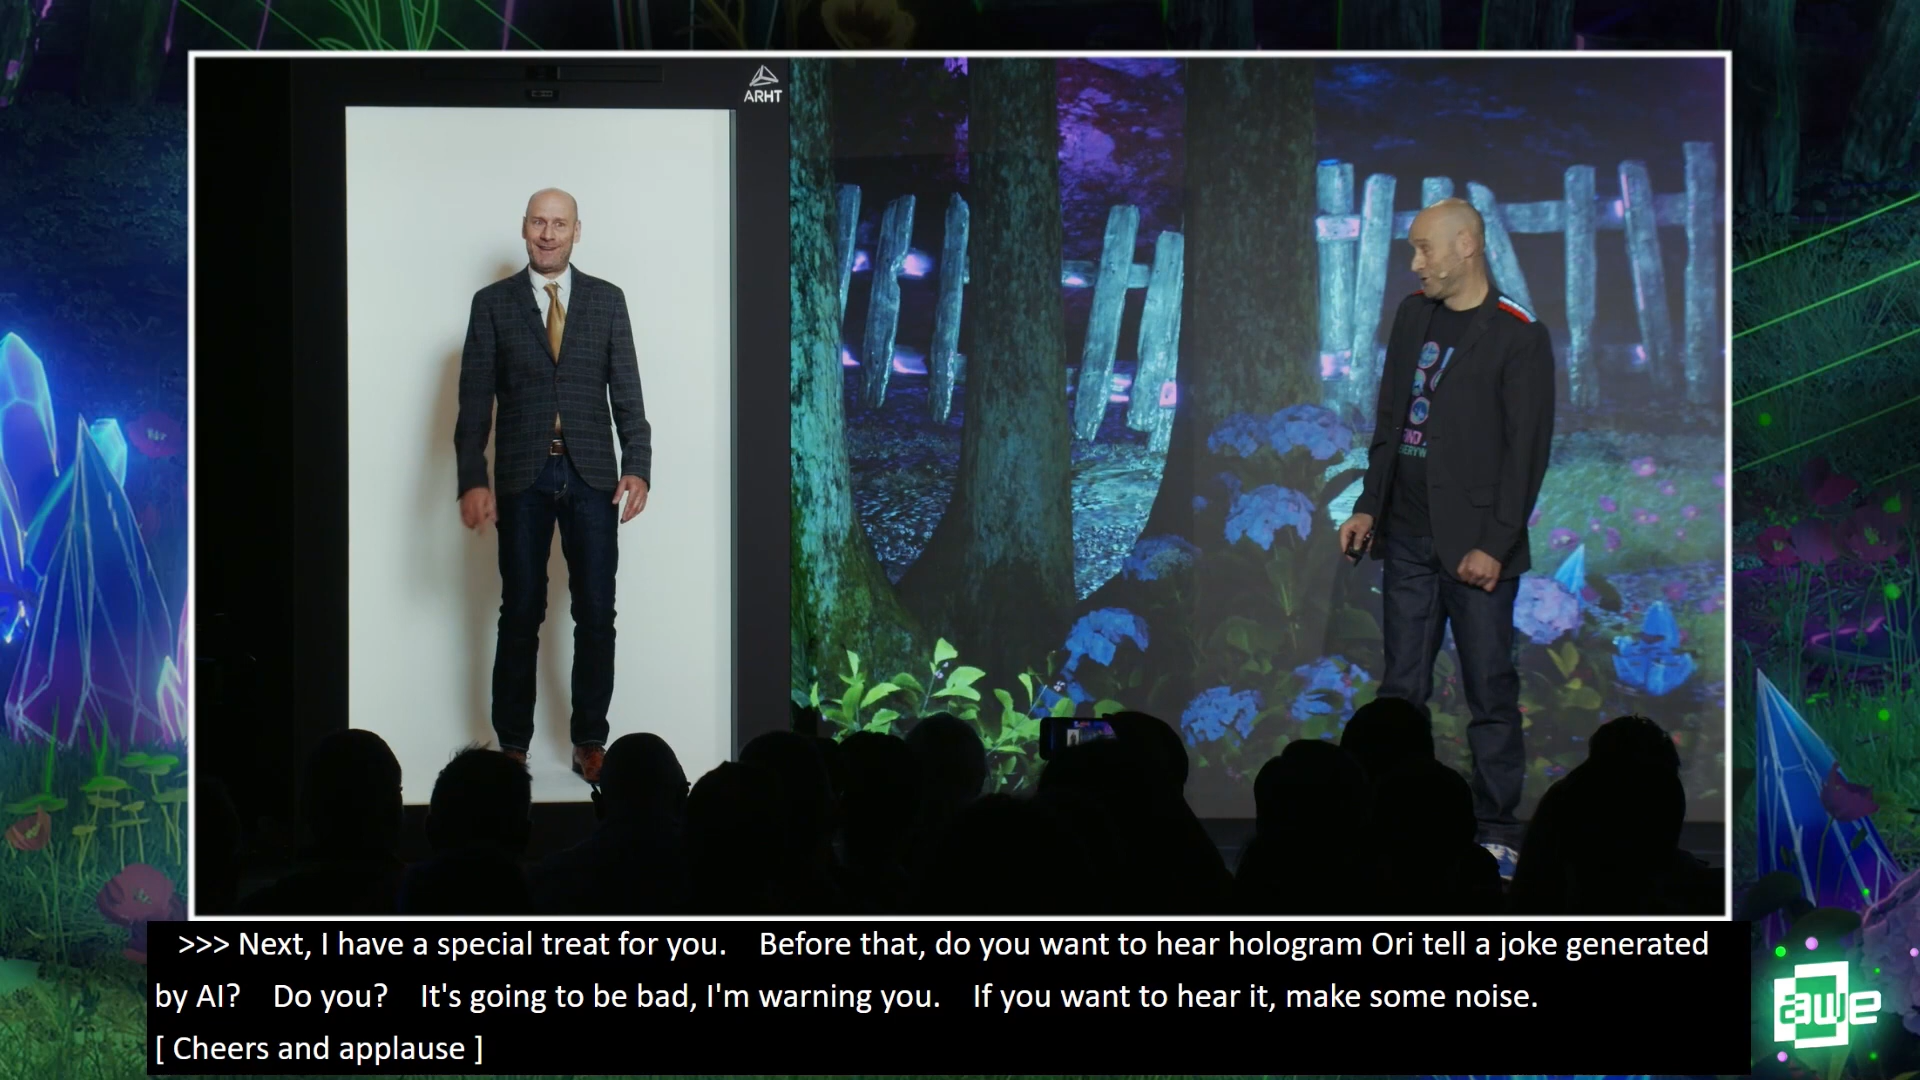 ARHT
>>> Next, I have a special treat for you. Before that, do you want to hear hologram Ori tell a joke generated
by AI? Do you? It's going to be bad, I'm warning you. If you want to hear it, make some noise.
[ Cheers and applause ]
awe